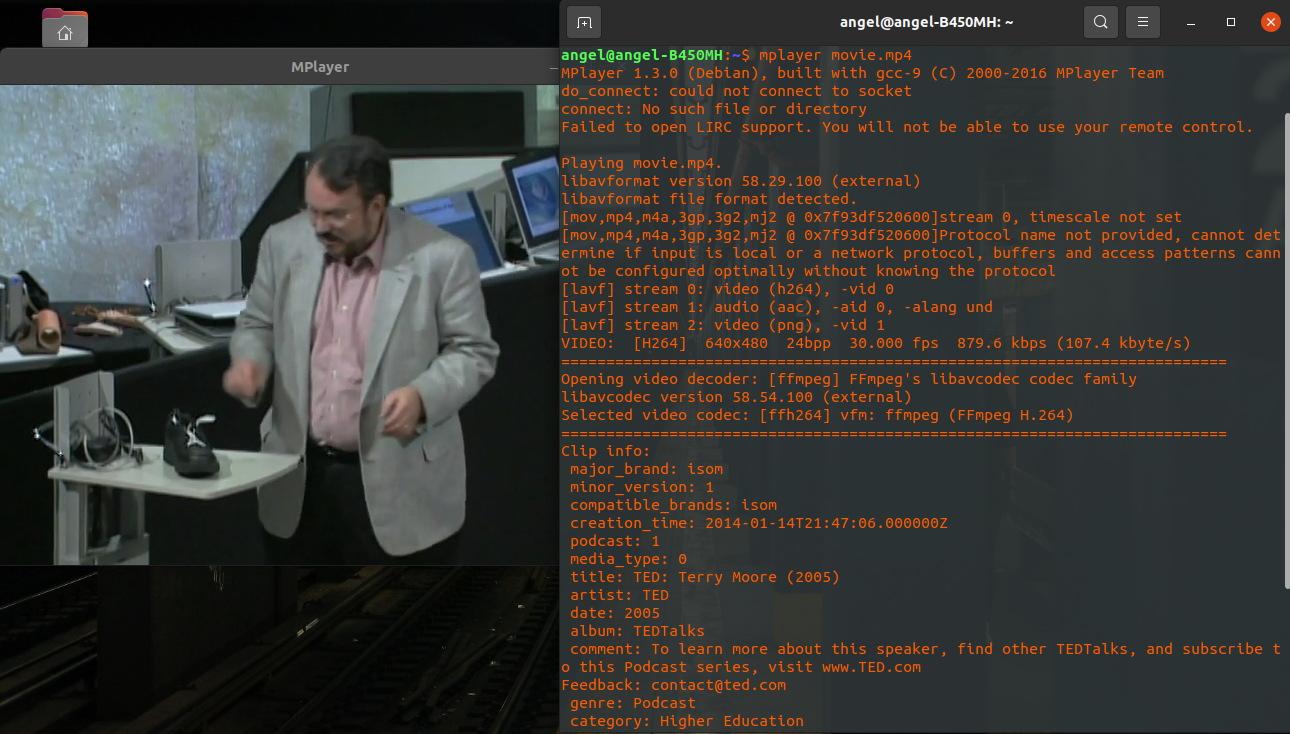 MPlayer
angel@angel-B450MH: ~
angel@angel-B450MH:~$ mplayer movie.mp4
MPlayer 1.3.0 (Debian), built with gcc-9 (C) 2000-2016 MPlayer Team
do_connect: could not connect to socket
connect: No such file or directory
Failed to open LIRC support. You will not be able to use your remote control.
Playing movie.mp4.
libavformat version 58.29.100 (external)
libavformat file format detected.
[mov,mp4,m4a,3gp,3g2,mj2 @ 0x7f93df520600]stream 0, timescale not set
[mov,mp4,m4a,3gp,3g2,mj2 @ 0x7f93df520600]Protocol name not provided, cannot det
ermine if input is local or a network protocol, buffers and access patterns cann
ot be configured optimally without knowing the protocol
[lavf] stream 0: video (h264), -vid 0
[lavf] stream 1: audio (aac), -aid 0, -alang und
[lavf] stream 2: video (png), -vid 1
VIDEO:  [H264]  640x480  24bpp  30.000 fps  879.6 kbps (107.4 kbyte/s)
==========================================================================
Opening video decoder: [ffmpeg] FFmpeg's libavcodec codec family
libavcodec version 58.54.100 (external)
Selected video codec: [ffh264] vfm: ffmpeg (FFmpeg H.264)
==========================================================================
Clip info:
 major_brand: isom
 minor_version: 1
 compatible_brands: isom
 creation_time: 2014-01-14T21:47:06.000000Z
 podcast: 1
 media_type: 0
 title: TED: Terry Moore (2005)
 artist: TED
 date: 2005
 album: TEDTalks
 comment: To learn more about this speaker, find other TEDTalks, and subscribe t
o this Podcast series, visit www.TED.com
Feedback: contact@ted.com
 genre: Podcast
 category: Higher Education